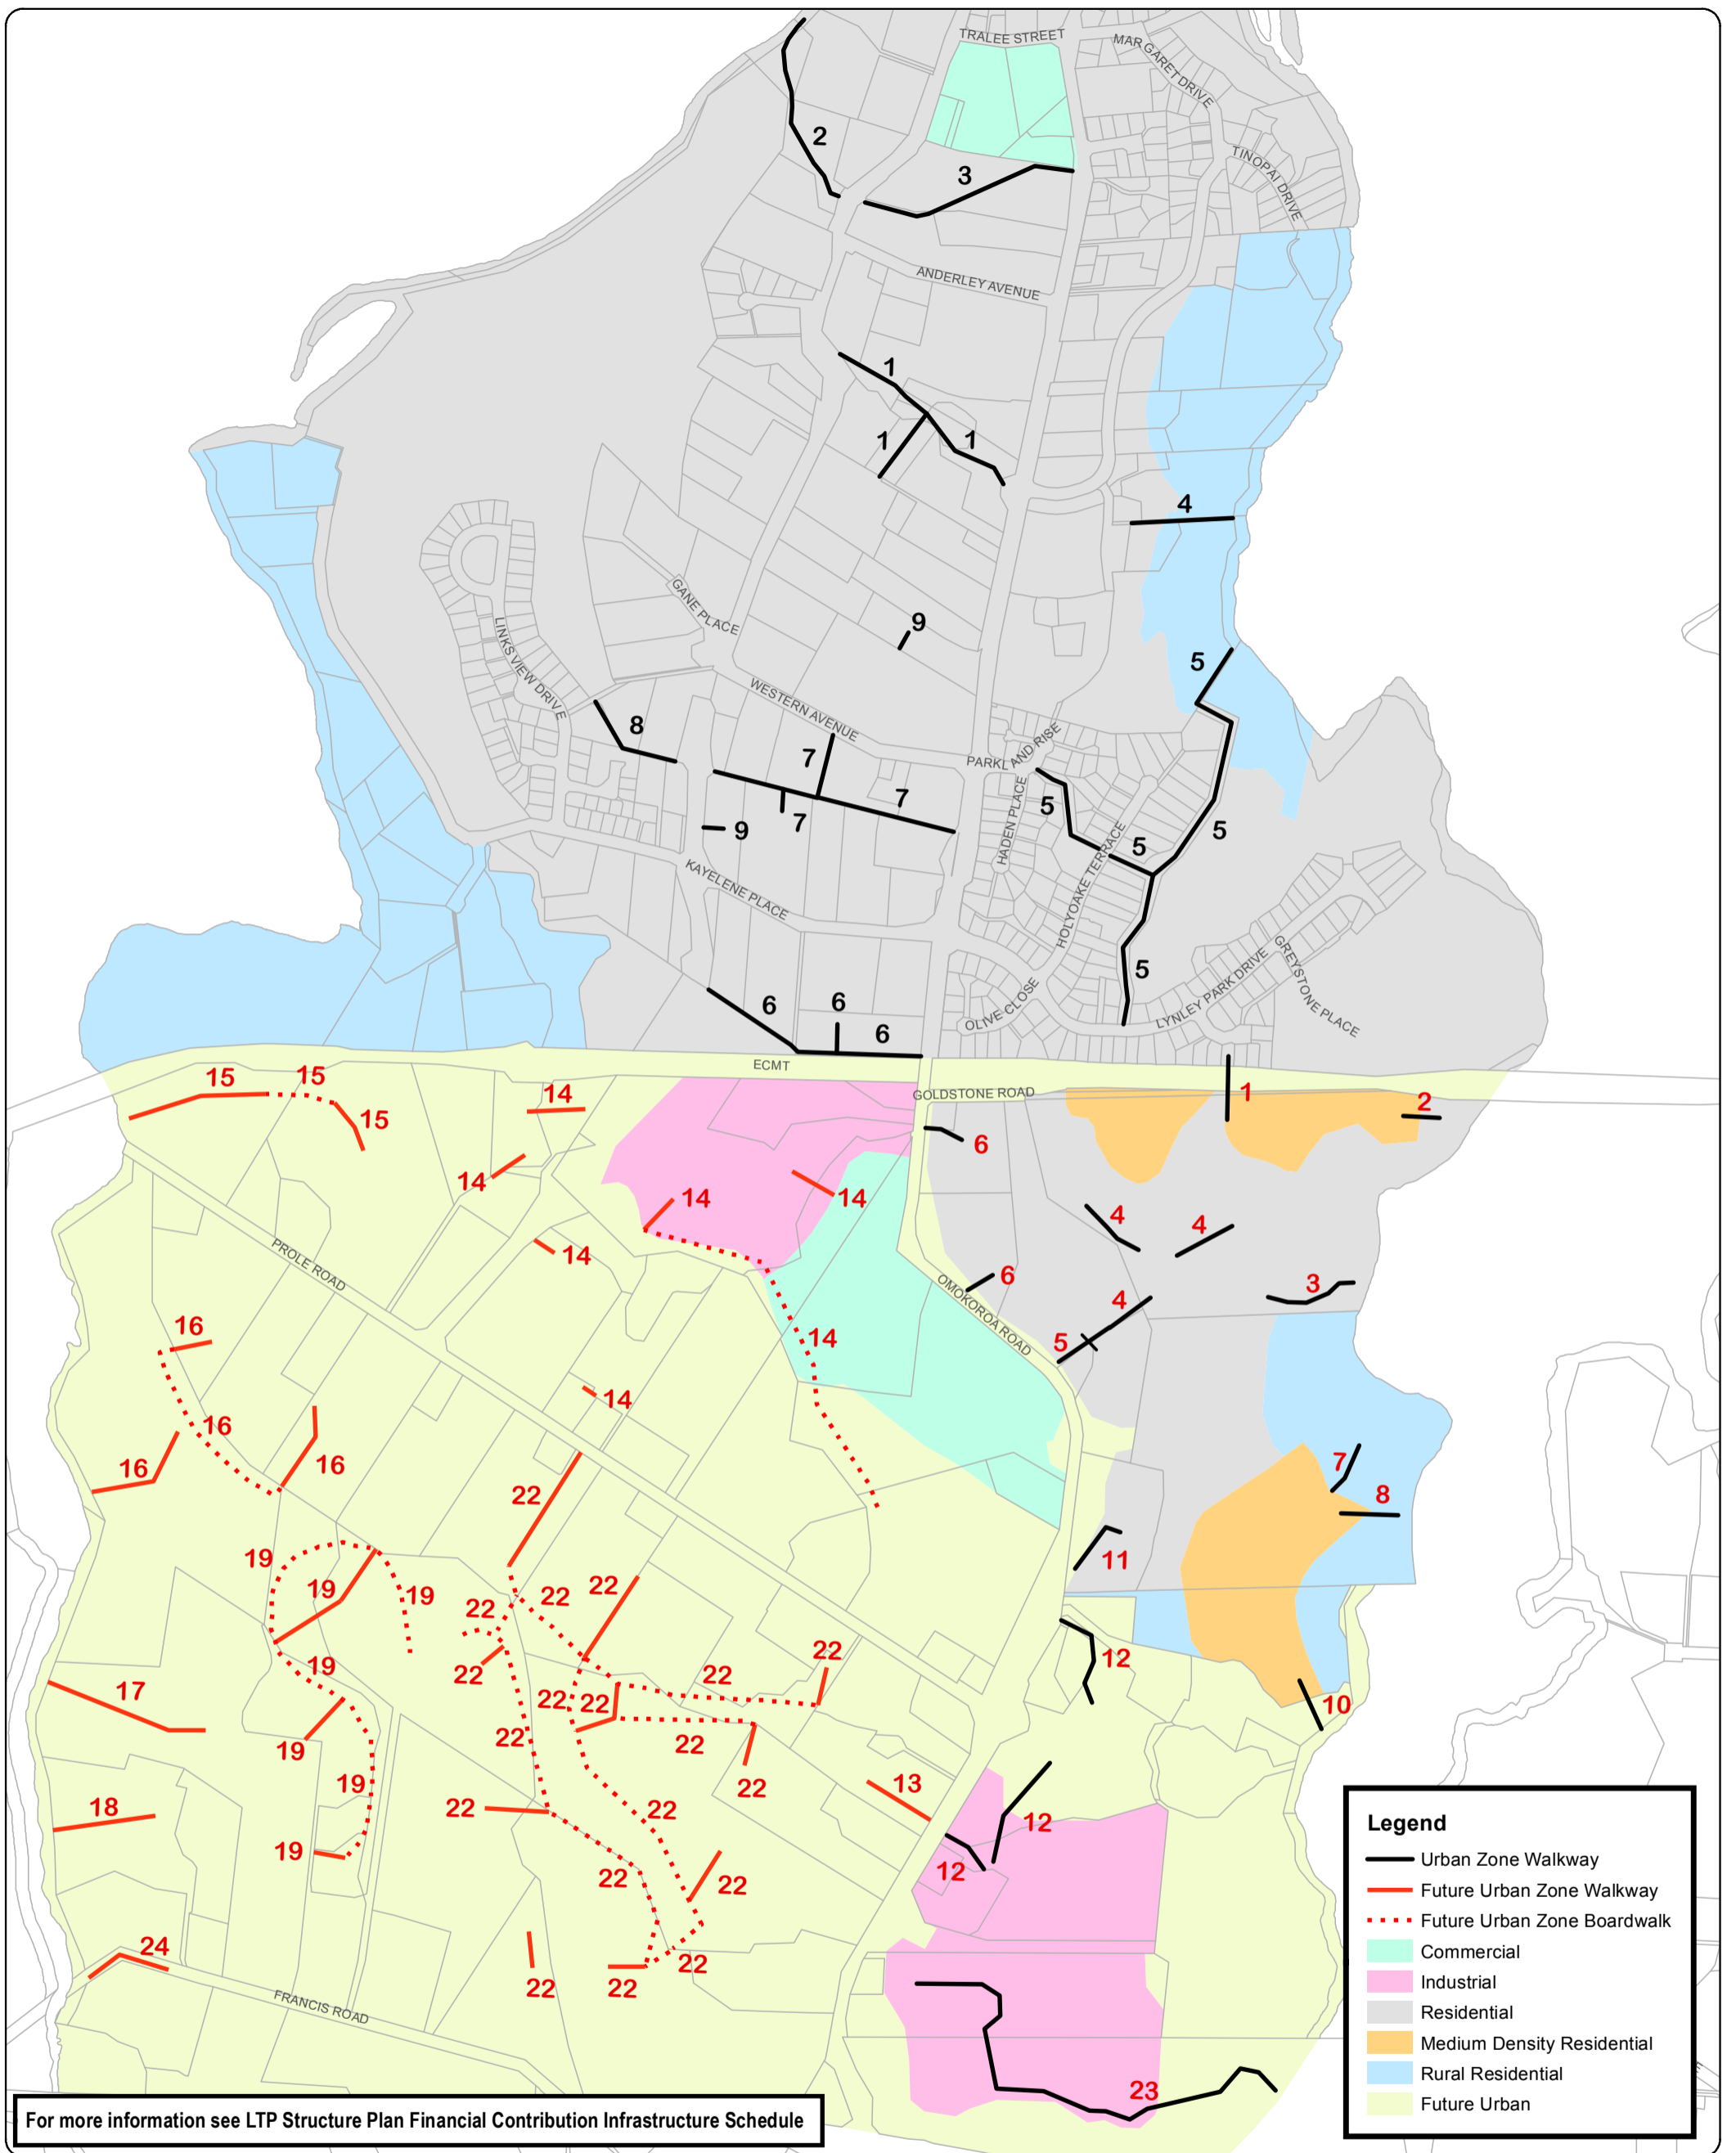 TRALEE STREET
MARGARET DRIVE
2
TINOPAI DRIVE
3
ANDERLEY AVENUE
1
1
1
4
GANE PLACE
9
LINKS VIEW DRIVE
5
WESTERN AVENUE
8
7
PARKLAND RISE
7
5
HADEN PLACE
9
7
5
5
HOLYOAKE TERRACE
KAYELENE PLACE
GREYSTONE PLACE
5
LYNLEY PARK DRIVE
6
6
6
OLIVE CLOSE
ECMT
GOLDSTONE ROAD
15
15
14
1
2
15
6
14
14
14
4
4
PROLE ROAD
14
6
3
OMOKOROA ROAD
4
16
14
5
14
16
16
16
7
22
8
19
11
19
19
22
22
22
22
22
12
19
22
17
22
22
10
22
22
19
22
19
13
18
22
22
12
19
22
12
22
24
22
22
22
FRANCIS ROAD
23
Legend
Urban Zone Walkway
Future Urban Zone Walkway
Future Urban Zone Boardwalk
Commercial
Industrial
Residential
Medium Density Residential
Rural Residential
Future Urban
For more information see LTP Structure Plan Financial Contribution Infrastructure Schedule